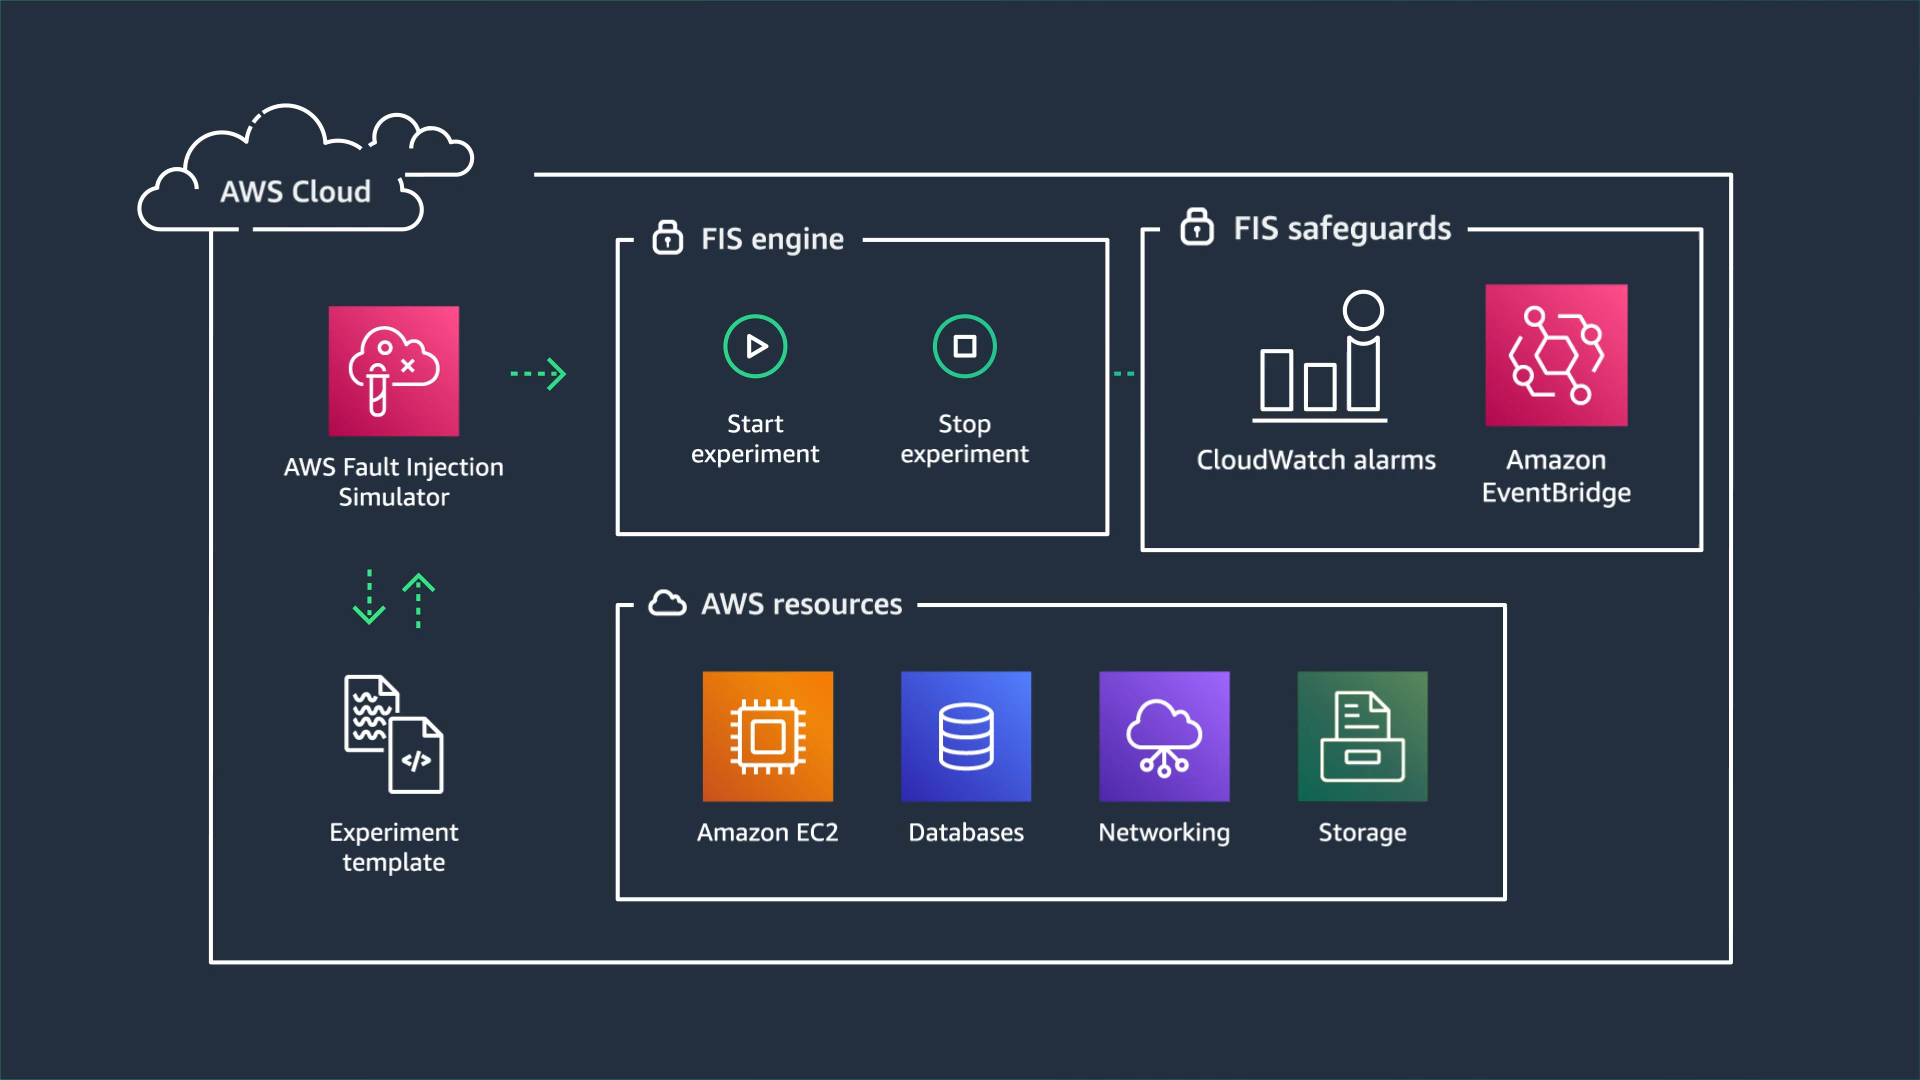 AWS Cloud
FIS engine
FIS safeguards
Start
experiment
Stop
experiment
AWS Fault Injection
Simulator
CloudWatch alarms
Amazon
EventBridge
AWS resources
</>
Experiment
template
Amazon EC2
Databases
Networking
Storage